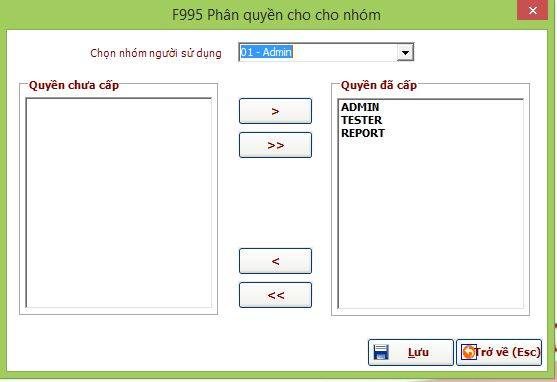 F995 Phân quyền cho cho nhóm
Chọn nhóm người sử dụng 01 - Admin
Quyền chưa cấp
Quyền đã cấp
ADMIN
TESTER
REPORT
>
>>
<
<<
Lưu
Trở về (Esc)